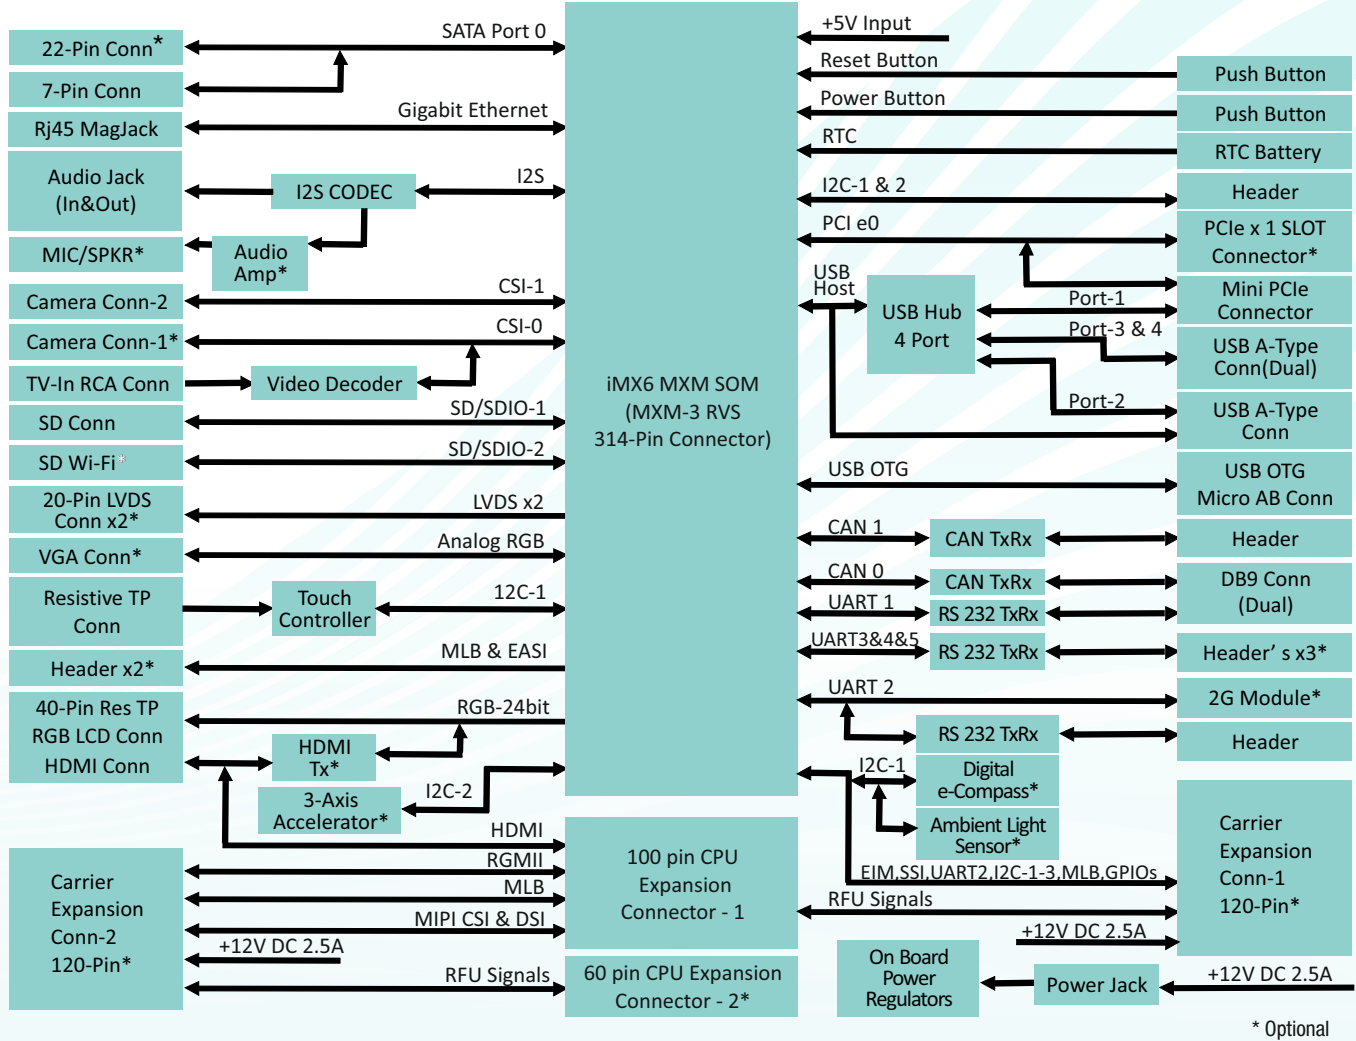 22-Pin Conn*
7-Pin Conn
Rj45 MagJack
Audio Jack
(In&Out)
MIC/SPKR*
Camera Conn-2
Camera Conn-1*
TV-In RCA Conn
SD Conn
SD Wi-Fi*
20-Pin LVDS
Conn x2*
VGA Conn*
Resistive TP
Conn
Header x2*
40-Pin Res TP
RGB LCD Conn
HDMI Conn
Carrier
Expansion
Conn-2
120-Pin*
SATA Port 0
Gigabit Ethernet
I2S
I2S CODEC
Audio
Amp*
CSI-1
CSI-0
Video Decoder
SD/SDIO-1
SD/SDIO-2
LVDS x2
Analog RGB
12C-1
Touch
Controller
MLB & EASI
RGB-24bit
HDMI
Tx*
I2C-2
3-Axis
Accelerator*
HDMI
RGMII
MLB
MIPI CSI & DSI
+12V DC 2.5A
RFU Signals
iMX6 MXM SOM
(MXM-3 RVS
314-Pin Connector)
100 pin CPU
Expansion
Connector - 1
60 pin CPU Expansion
Connector - 2*
+5V Input
Reset Button
Power Button
RTC
I2C-1 & 2
PCI e0
USB
Host
USB Hub
4 Port
Port-1
Port-3 & 4
Port-2
USB OTG
CAN 1
CAN TxRx
CAN 0
CAN TxRx
UART 1
RS 232 TxRx
UART3&4&5
RS 232 TxRx
UART 2
RS 232 TxRx
I2C-1
Digital
e-Compass*
Ambient Light
Sensor*
EIM,SSI,UART2,I2C-1-3,MLB,GPIOs
RFU Signals
+12V DC 2.5A
On Board
Power
Regulators
Power Jack
+12V DC 2.5A
Push Button
Push Button
RTC Battery
Header
PCIe x 1 SLOT
Connector*
Mini PCIe
Connector
USB A-Type
Conn(Dual)
USB A-Type
Conn
USB OTG
Micro AB Conn
Header
DB9 Conn
(Dual)
Header’ s x3*
2G Module*
Header
Carrier
Expansion
Conn-1
120-Pin*
* Optional